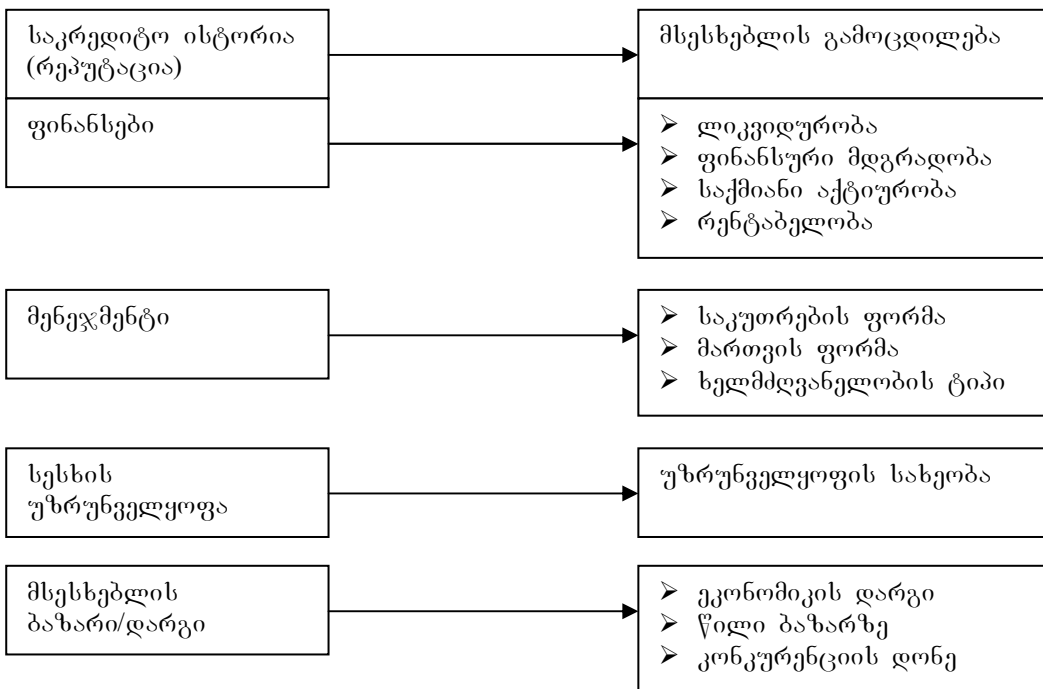 საკრედიტო ისტორია
(რეპუტაცია)
მსესხებლის გამოცდილება
ფინანსები
➢ ლიკვიდურობა
➢ ფინანსური მდგრადობა
➢ საქმიანი აქტიურობა
➢ რენტაბელობა
მენეჯმენტი
➢ საკუთრების ფორმა
➢ მართვის ფორმა
➢ ხელმძღვანელობის ტიპი
სესხის
უზრუნველყოფა
უზრუნველყოფის სახეობა
მსესხებლის
ბაზარი/დარგი
➢ ეკონომიკის დარგი
➢ წილი ბაზარზე
➢ კონკურენციის დონე